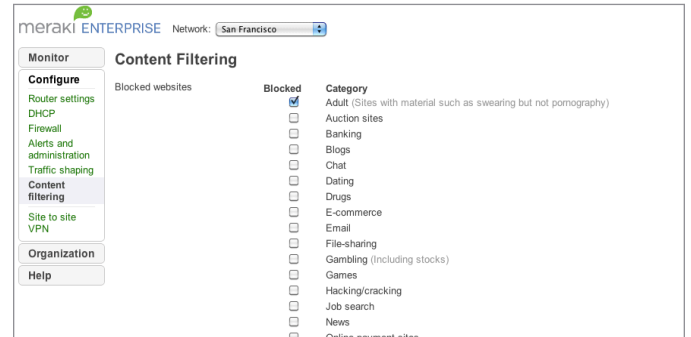 meraki ENTERPRISE Network: San Francisco
Monitor
Configure
Router settings
DHCP
Firewall
Alerts and
administration
Traffic shaping
Content
filtering
Site to site
VPN
Organization
Help
Content Filtering
Blocked websites
Blocked Category
Adult (Sites with material such as swearing but not pornography)
Auction sites
Banking
Blogs
Chat
Dating
Drugs
E-commerce
Email
File-sharing
Gambling (Including stocks)
Games
Hacking/cracking
Job search
News
Online payment sites